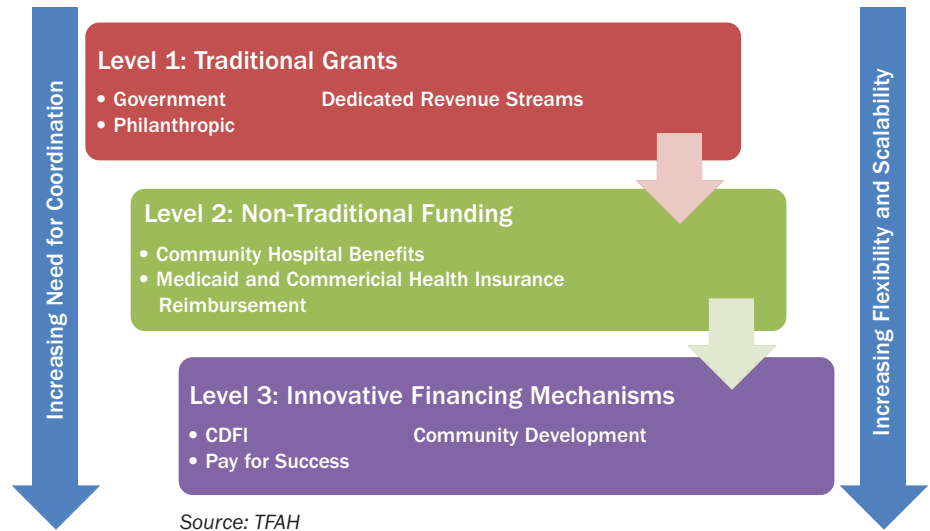 Increasing Need for Coordination
Level 1: Traditional Grants
• Government Dedicated Revenue Streams
• Philanthropic
Level 2: Non-Traditional Funding
• Community Hospital Benefits
• Medicaid and Commericial Health Insurance
Reimbursement
Level 3: Innovative Financing Mechanisms
• CDFI Community Development
• Pay for Success
Increasing Flexibility and Scalability
Source: TFAH